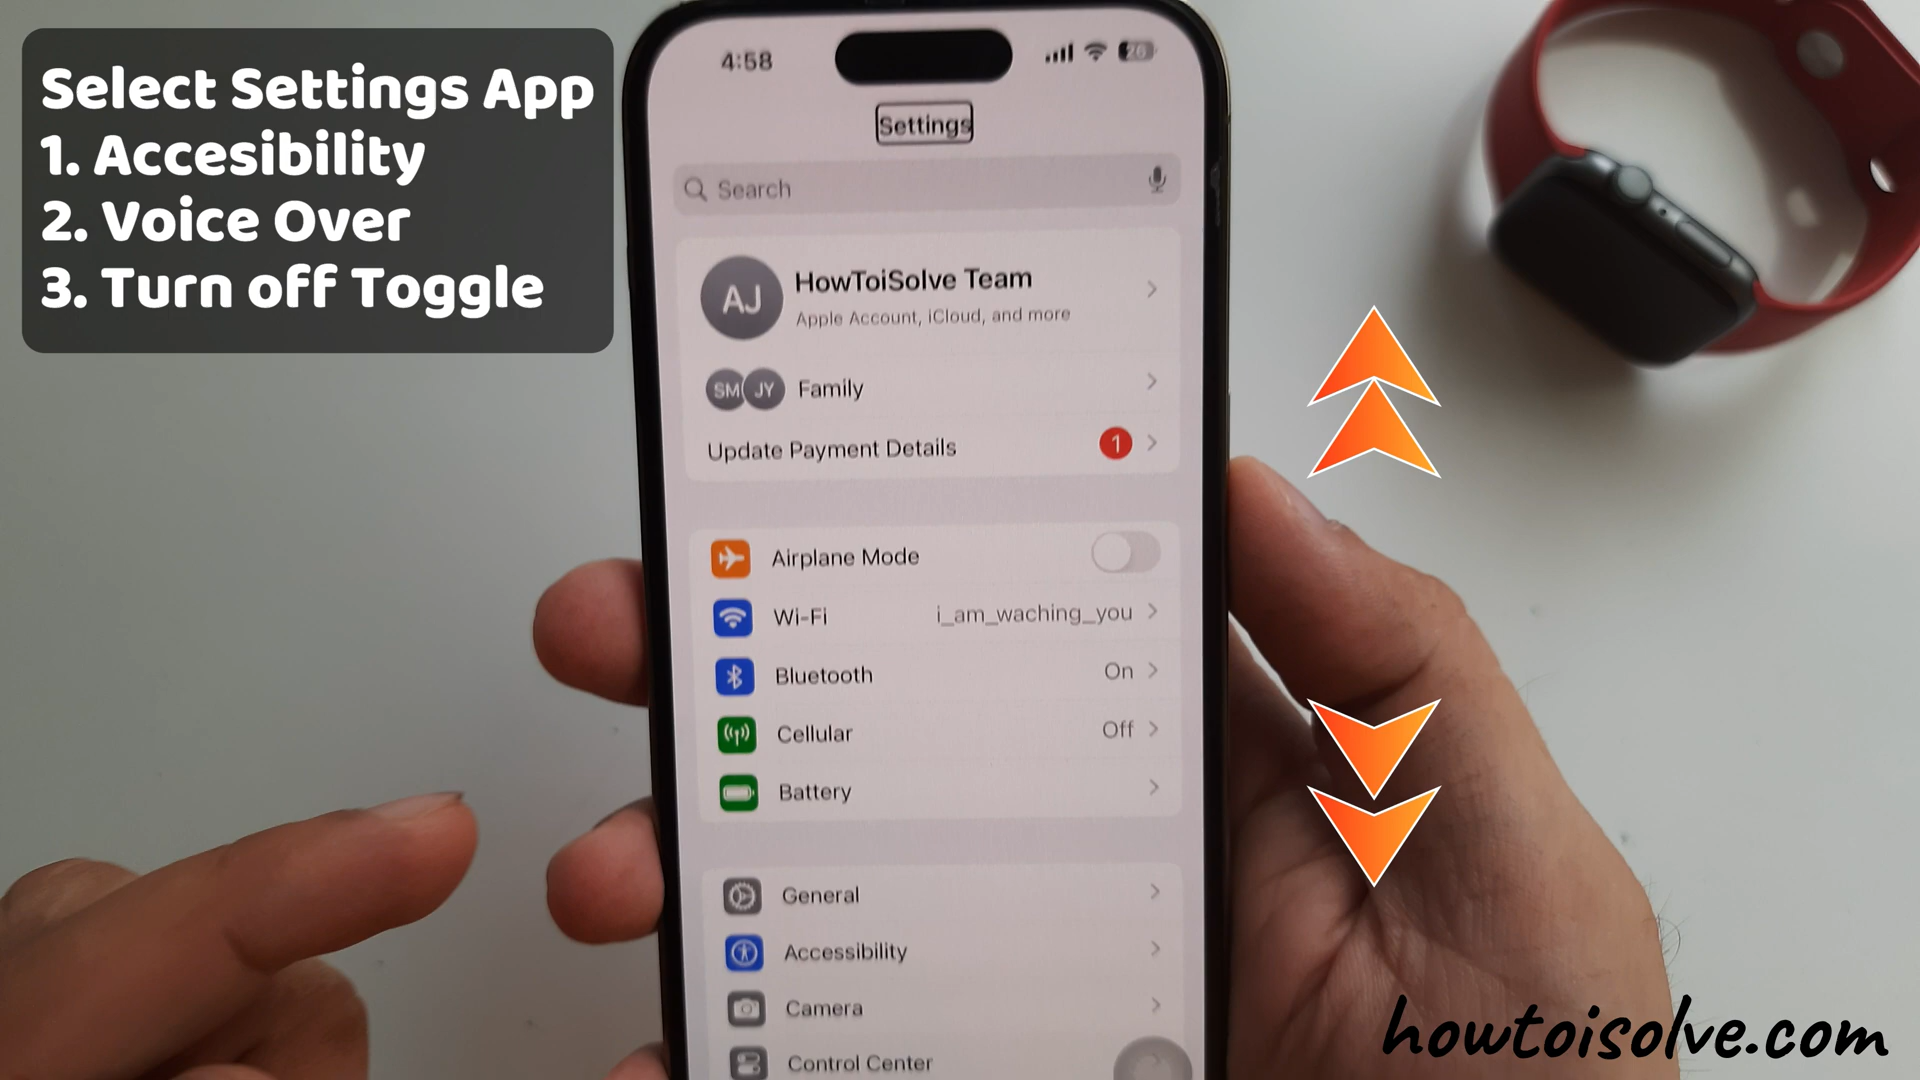 Select Settings App
1. Accesibility
2. Voice Over
3. Turn off Toggle
4:58
26
Settings
Search
AJ
HowToiSolve Team
Apple Account, iCloud, and more
SM JY Family
Update Payment Details 1
Airplane Mode
Wi-Fi i_am_waching_you
Bluetooth On
Cellular Off
Battery
General
Accessibility
Camera
Control Center
howtoisolve.com